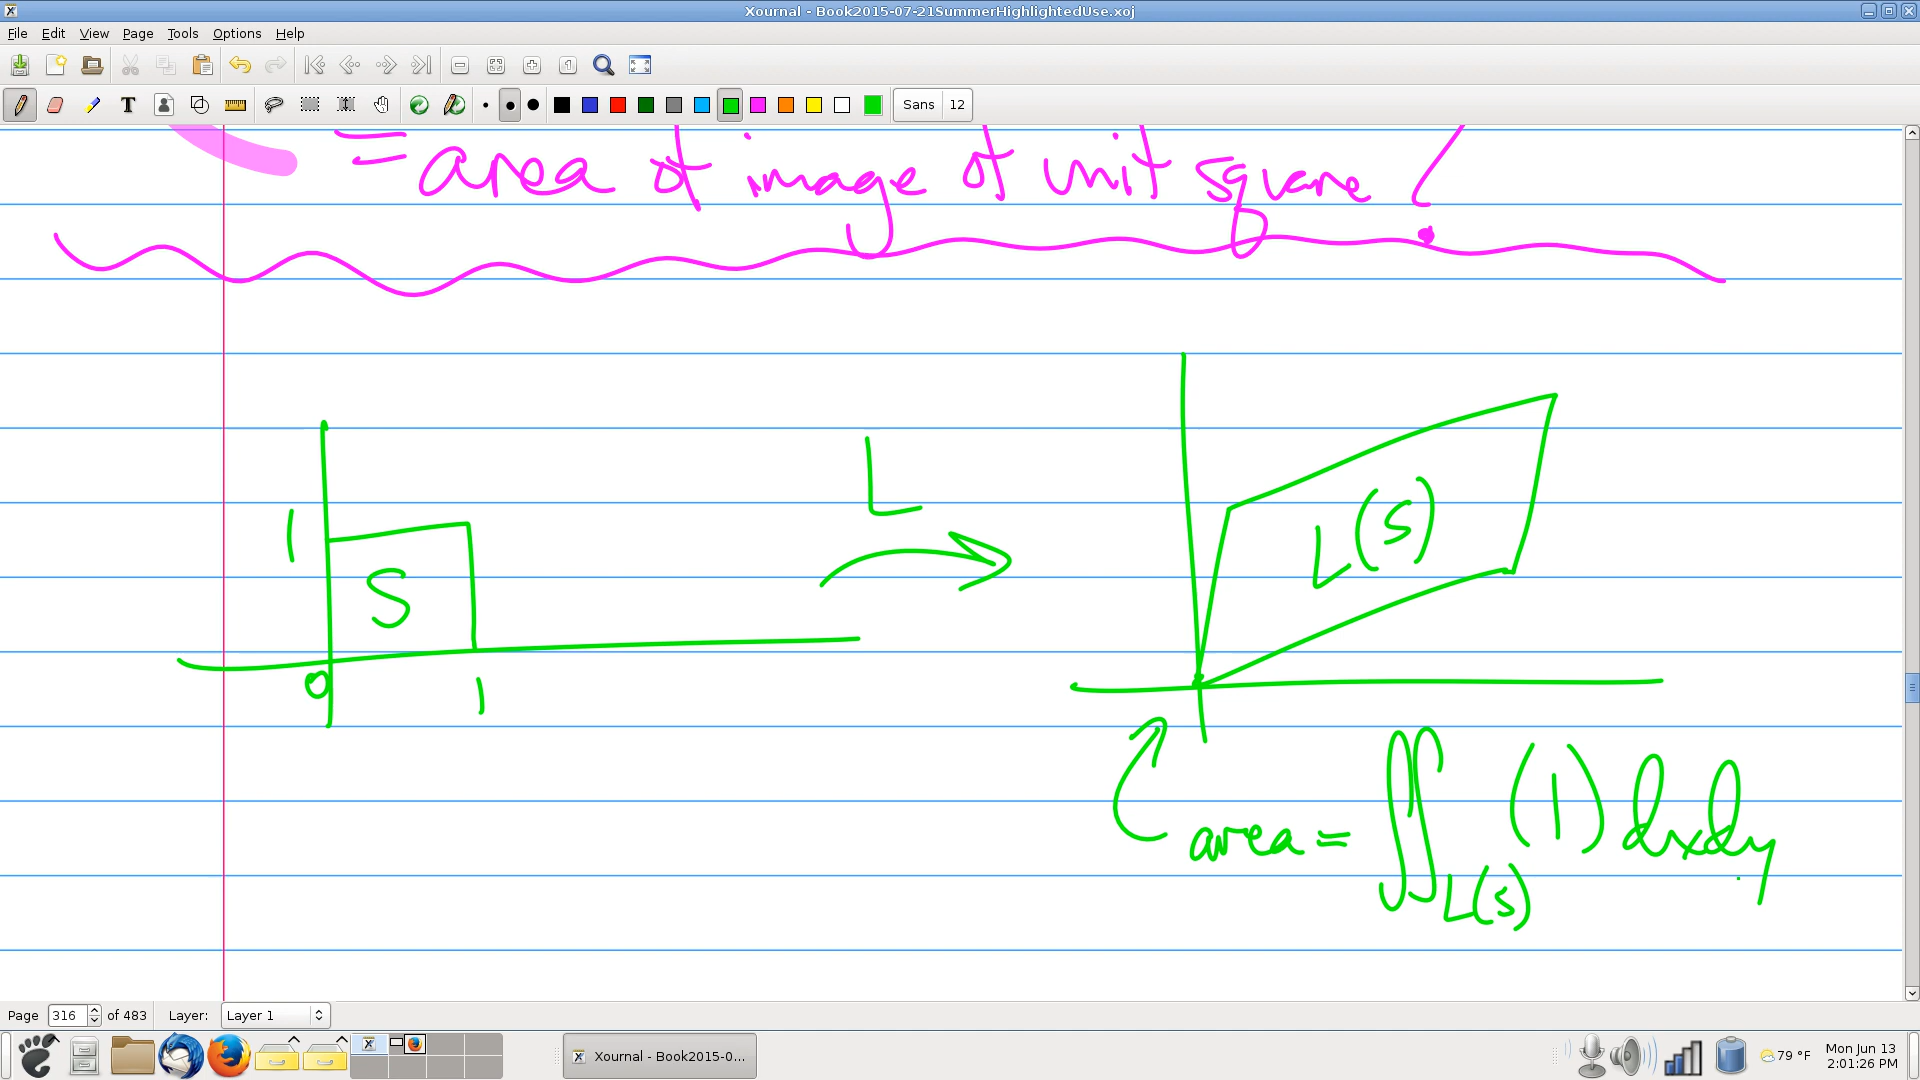 Xournal - Book2015-07-21SummerHighlightedUse.xoj
File Edit View Page Tools Options Help
Sans 12
= area of image of unit square ?
L
1
S
L(S)
0
1
area = ∬L(S) (1) dxdy
Page 316 of 483 Layer: Layer 1
Xournal - Book2015-0...
79 °F
Mon Jun 13
2:01:26 PM